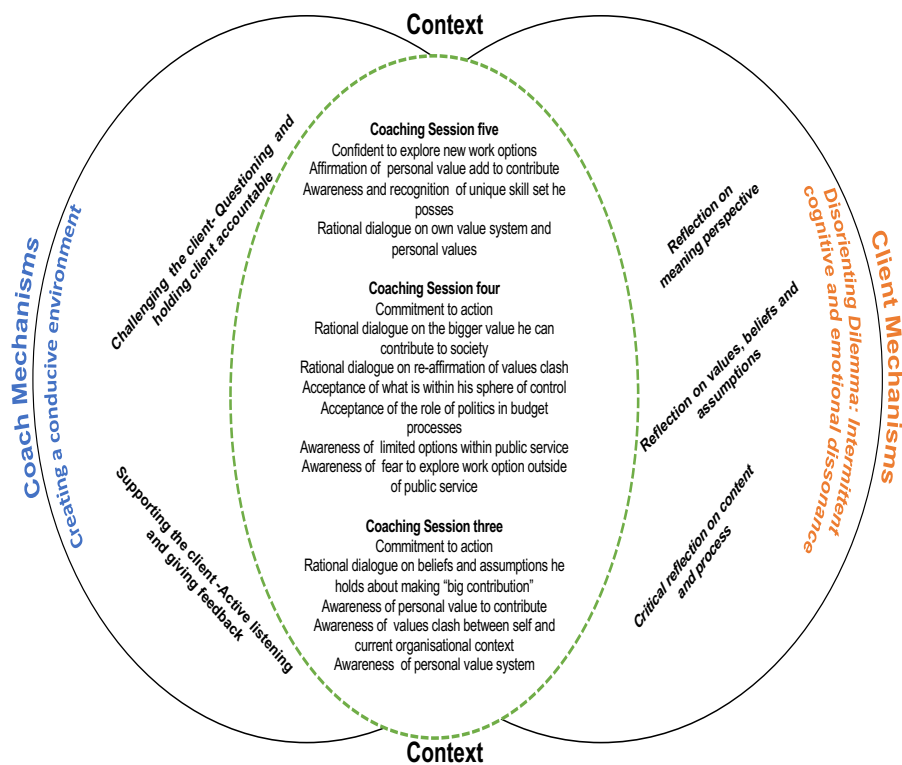 Context
Coach Mechanisms
Creating a conducive environment
Challenging the client- Questioning and
holding client accountable
Supporting the client -Active listening
and giving feedback
Coaching Session five
Confident to explore new work options
Affirmation of personal value add to contribute
Awareness and recognition of unique skill set he
posses
Rational dialogue on own value system and
personal values
Coaching Session four
Commitment to action
Rational dialogue on the bigger value he can
contribute to society
Rational dialogue on re-affirmation of values clash
Acceptance of what is within his sphere of control
Acceptance of the role of politics in budget
processes
Awareness of limited options within public service
Awareness of fear to explore work option outside
of public service
Coaching Session three
Commitment to action
Rational dialogue on beliefs and assumptions he
holds about making “big contribution”
Awareness of personal value to contribute
Awareness of values clash between self and
current organisational context
Awareness of personal value system
Reflection on
meaning perspective
Reflection on values, beliefs and
assumptions
Critical reflection on content
and process
Disorienting Dilemma: Intermittent
cognitive and emotional dissonance
Client Mechanisms
Context